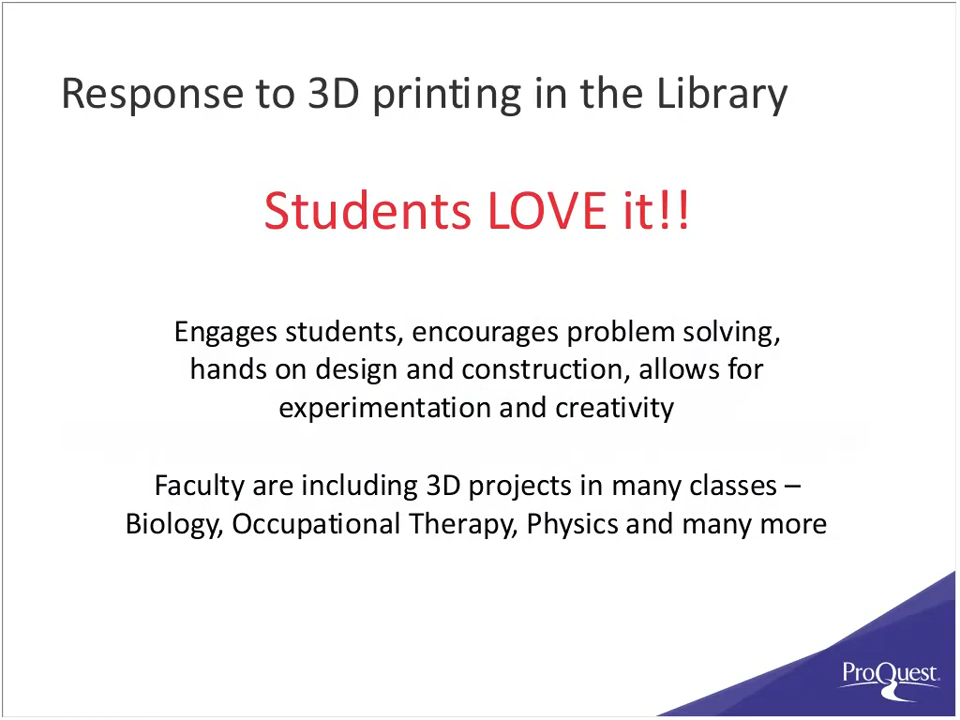 Response to 3D printing in the Library
Students LOVE it!!
Engages students, encourages problem solving,
hands on design and construction, allows for
experimentation and creativity
Faculty are including 3D projects in many classes –
Biology, Occupational Therapy, Physics and many more
ProQuest